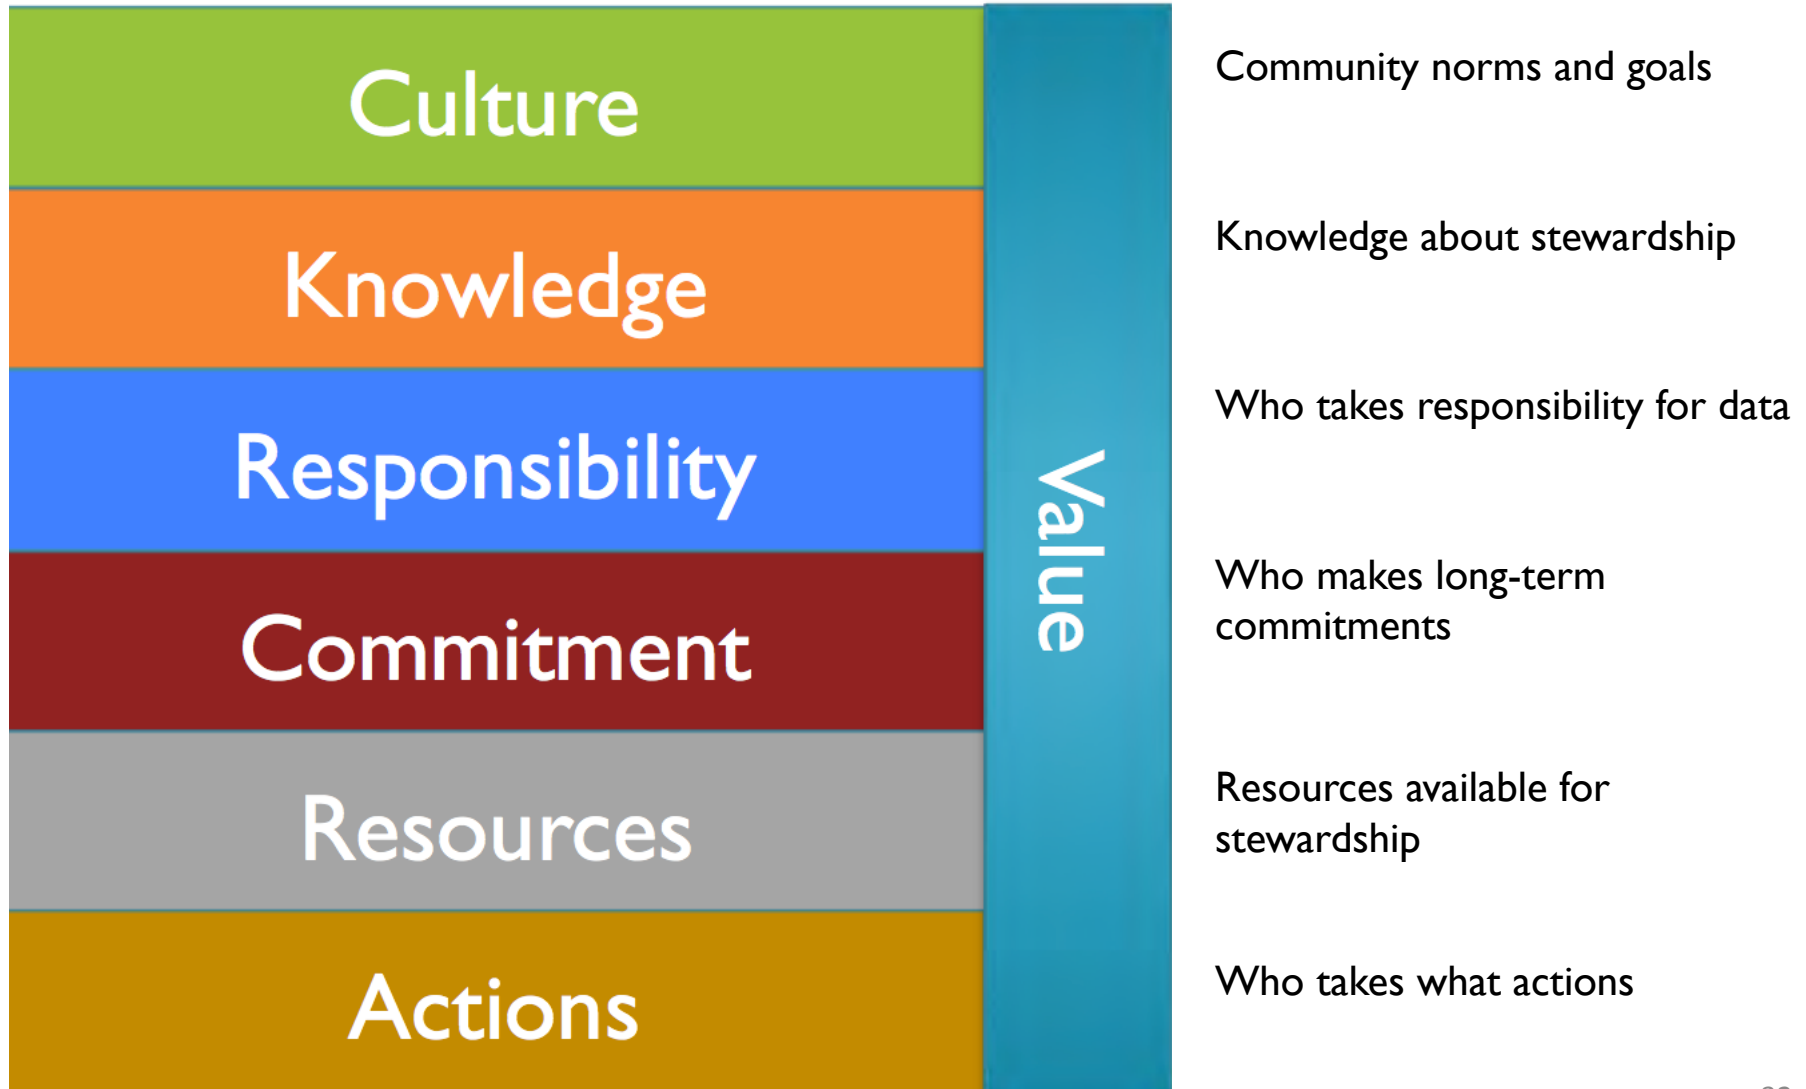 Culture
Community norms and goals
Knowledge
Knowledge about stewardship
Responsibility
Who takes responsibility for data
Value
Commitment
Who makes long-term
commitments
Resources
Resources available for
stewardship
Actions
Who takes what actions